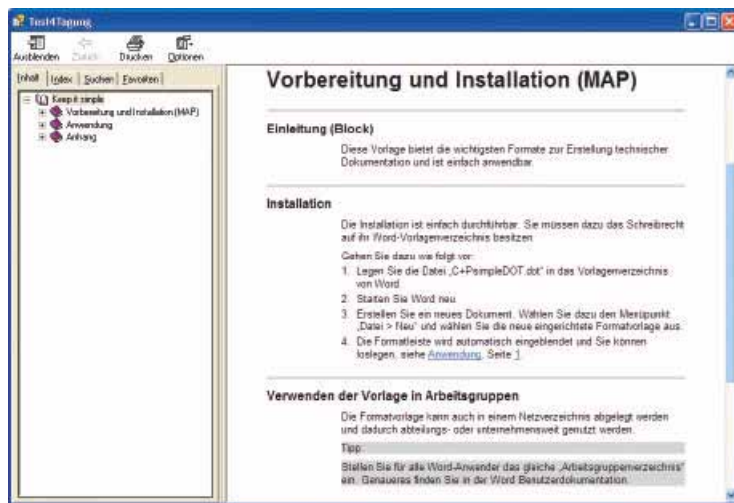 Test4Tagung
Ausblenden Zurück Drucken Optionen
Inhalt Index Suchen Favoriten
Keep it simple
Vorbereitung und Installation (MAP)
Anwendung
Anhang
Vorbereitung und Installation (MAP)
Einleitung (Block)
Diese Vorlage bietet die wichtigsten Formate zur Erstellung technischer
Dokumentation und ist einfach anwendbar.
Installation
Die Installation ist einfach durchführbar. Sie müssen dazu das Schreibrecht
auf ihr Word-Vorlagenverzeichnis besitzen.
Gehen Sie dazu wie folgt vor:
1. Legen Sie die Datei „C+PsimpleDOT.dot“ in das Vorlagenverzeichnis
von Word.
2. Starten Sie Word neu.
3. Erstellen Sie ein neues Dokument. Wählen Sie dazu den Menüpunkt
„Datei > Neu“ und wählen Sie die neue eingerichtete Formatvorlage aus.
4. Die Formatleiste wird automatisch eingeblendet und Sie können
loslegen, siehe Anwendung, Seite 1.
Verwenden der Vorlage in Arbeitsgruppen
Die Formatvorlage kann auch in einem Netzverzeichnis abgelegt werden
und dadurch abteilungs- oder unternehmensweit genutzt werden.
Tipp:
Stellen Sie für alle Word-Anwender das gleiche „Arbeitsgruppenverzeichnis“
ein. Genaueres finden Sie in der Word Benutzerdokumentation.